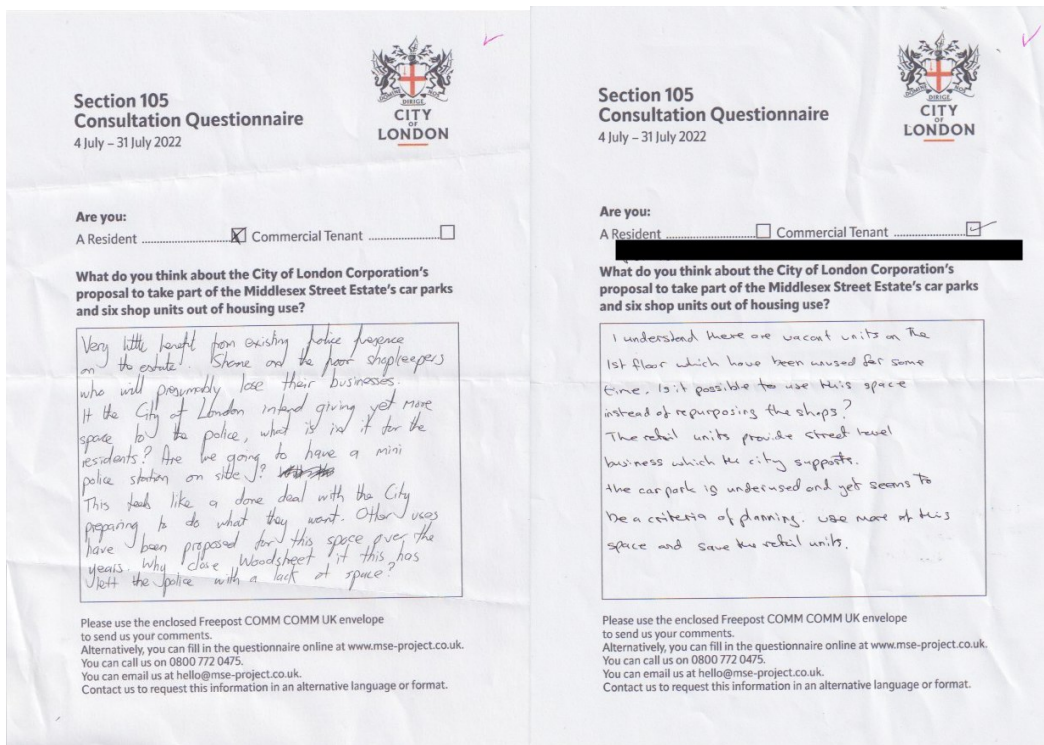 Section 105
Consultation Questionnaire
4 July – 31 July 2022
DOMINE NOS
DIRIGE
CITY
OF
LONDON
Are you:
A Resident Commercial Tenant
What do you think about the City of London Corporation's
proposal to take part of the Middlesex Street Estate's car parks
and six shop units out of housing use?
Very little benefit from existing police presence
on the estate. Shame on the poor shopkeepers
who will presumably lose their businesses.
If the City of London intend giving yet more
space to the police, what is in it for the
residents? Are we going to have a mini
police station on site?
This feels like a done deal with the City
preparing to do what they want. Other uses
have been proposed for this space over the
years. Why close Woodsheet if this has
left the police with a lack of space?
Please use the enclosed Freepost COMM COMM UK envelope
to send us your comments.
Alternatively, you can fill in the questionnaire online at www.mse-project.co.uk.
You can call us on 0800 772 0475.
You can email us at hello@mse-project.co.uk.
Contact us to request this information in an alternative language or format.
Section 105
Consultation Questionnaire
4 July – 31 July 2022
DOMINE NOS
DIRIGE
CITY
OF
LONDON
Are you:
A Resident Commercial Tenant
What do you think about the City of London Corporation's
proposal to take part of the Middlesex Street Estate's car parks
and six shop units out of housing use?
I understand there are vacant units on the
1st floor which have been unused for some
time. Is it possible to use this space
instead of repurposing the shops?
The retail units provide street level
business which the city supports.
the car park is underused and yet seems to
be a criteria of planning. use more of this
space and save the retail units.
Please use the enclosed Freepost COMM COMM UK envelope
to send us your comments.
Alternatively, you can fill in the questionnaire online at www.mse-project.co.uk.
You can call us on 0800 772 0475.
You can email us at hello@mse-project.co.uk.
Contact us to request this information in an alternative language or format.